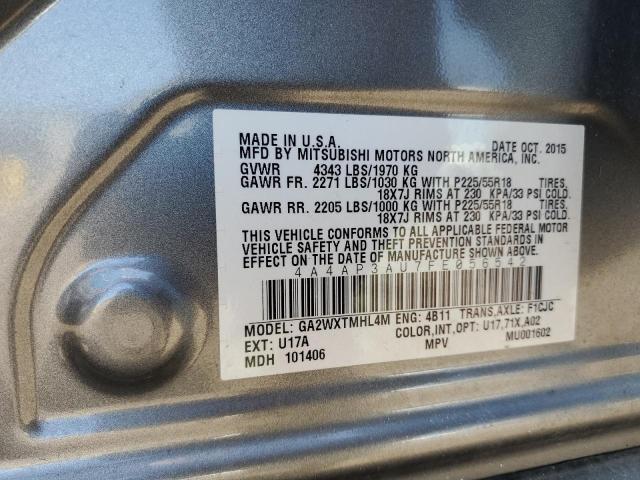 MADE IN U.S.A. DATE OCT. 2015
MFD BY MITSUBISHI MOTORS NORTH AMERICA, INC.
GVWR 4343 LBS/1970 KG
GAWR FR. 2271 LBS/1030 KG WITH P225/55R18 TIRES,
18X7J RIMS AT 230 KPA/33 PSI COLD.
GAWR RR. 2205 LBS/1000 KG WITH P225/55R18 TIRES,
18X7J RIMS AT 230 KPA/33 PSI COLD.
THIS VEHICLE CONFORMS TO ALL APPLICABLE FEDERAL MOTOR
VEHICLE SAFETY AND THEFT PREVENTION STANDARDS IN
EFFECT ON THE DATE OF MANUFACTURE SHOWN ABOVE.
4A4AP3AU7FE056542
MODEL: GA2WXTMHL4M ENG: 4B11 TRANS,AXLE: F1CJC
EXT: U17A COLOR,INT,OPT: U17,71X,A02
MDH 101406 MPV MU001602